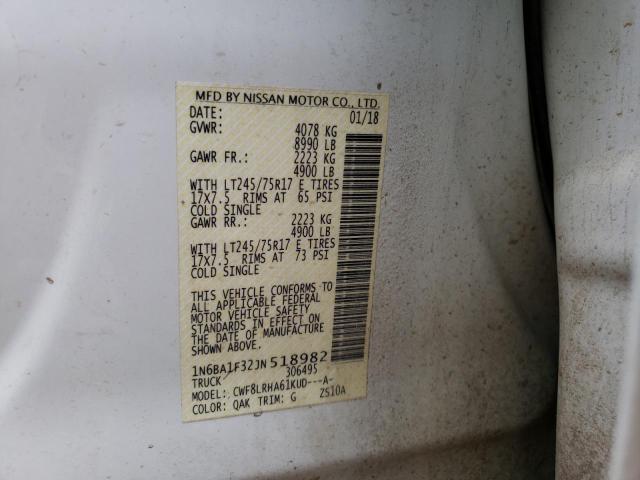 MFD BY NISSAN MOTOR CO., LTD.
DATE: 01/18
GVWR: 4078 KG
8990 LB
GAWR FR.: 2223 KG
4900 LB
WITH LT245/75R17 E TIRES
17X7.5 RIMS AT 65 PSI
COLD SINGLE
GAWR RR.: 2223 KG
4900 LB
WITH LT245/75R17 E TIRES
17X7.5 RIMS AT 73 PSI
COLD SINGLE
THIS VEHICLE CONFORMS TO
ALL APPLICABLE FEDERAL
MOTOR VEHICLE SAFETY
STANDARDS IN EFFECT ON
THE DATE OF MANUFACTURE
SHOWN ABOVE.
1N6BA1F32JN518982
TRUCK 306495
MODEL: CWF8LRHA61KUD---A-
COLOR: QAK TRIM: G ZS10A